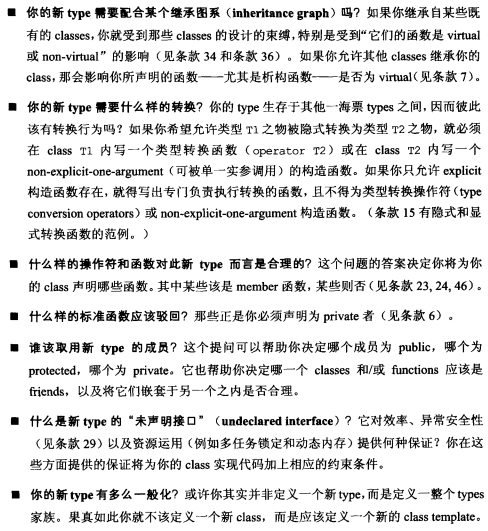 ■ 你的新 type 需要配合某个继承图系（inheritance graph）吗？如果你继承自某些既
有的 classes，你就受到那些 classes 的设计的束缚，特别是受到“它们的函数是 virtual
或 non-virtual”的影响（见条款 34 和条款 36）。如果你允许其他 classes 继承你的
class，那会影响你所声明的函数——尤其是析构函数——是否为 virtual（见条款 7）。
■ 你的新 type 需要什么样的转换？你的 type 生存于其他一海票 types 之间，因而彼此
该有转换行为吗？如果你希望允许类型 T1 之物被隐式转换为类型 T2 之物，就必须
在 class T1 内写一个类型转换函数（operator T2）或在 class T2 内写一个
non-explicit-one-argument（可被单一实参调用）的构造函数。如果你只允许 explicit
构造函数存在，就得写出专门负责执行转换的函数，且不得为类型转换操作符（type
conversion operators）或 non-explicit-one-argument 构造函数。（条款 15 有隐式和显
式转换函数的范例。）
■ 什么样的操作符和函数对此新 type 而言是合理的？这个问题的答案决定你将为你
的 class 声明哪些函数。其中某些该是 member 函数，某些则否（见条款 23, 24, 46）。
■ 什么样的标准函数应该驳回？那些正是你必须声明为 private 者（见条款 6）。
■ 谁该取用新 type 的成员？这个提问可以帮助你决定哪个成员为 public，哪个为
protected，哪个为 private。它也帮助你决定哪一个 classes 和/或 functions 应该是
friends，以及将它们嵌套于另一个之内是否合理。
■ 什么是新 type 的“未声明接口”（undeclared interface）？它对效率、异常安全性
（见条款 29）以及资源运用（例如多任务锁定和动态内存）提供何种保证？你在这
些方面提供的保证将为你的 class 实现代码加上相应的约束条件。
■ 你的新 type 有多么一般化？或许你其实并非定义一个新 type，而是定义一整个 types
家族。果真如此你就不该定义一个新 class，而是应该定义一个新的 class template。